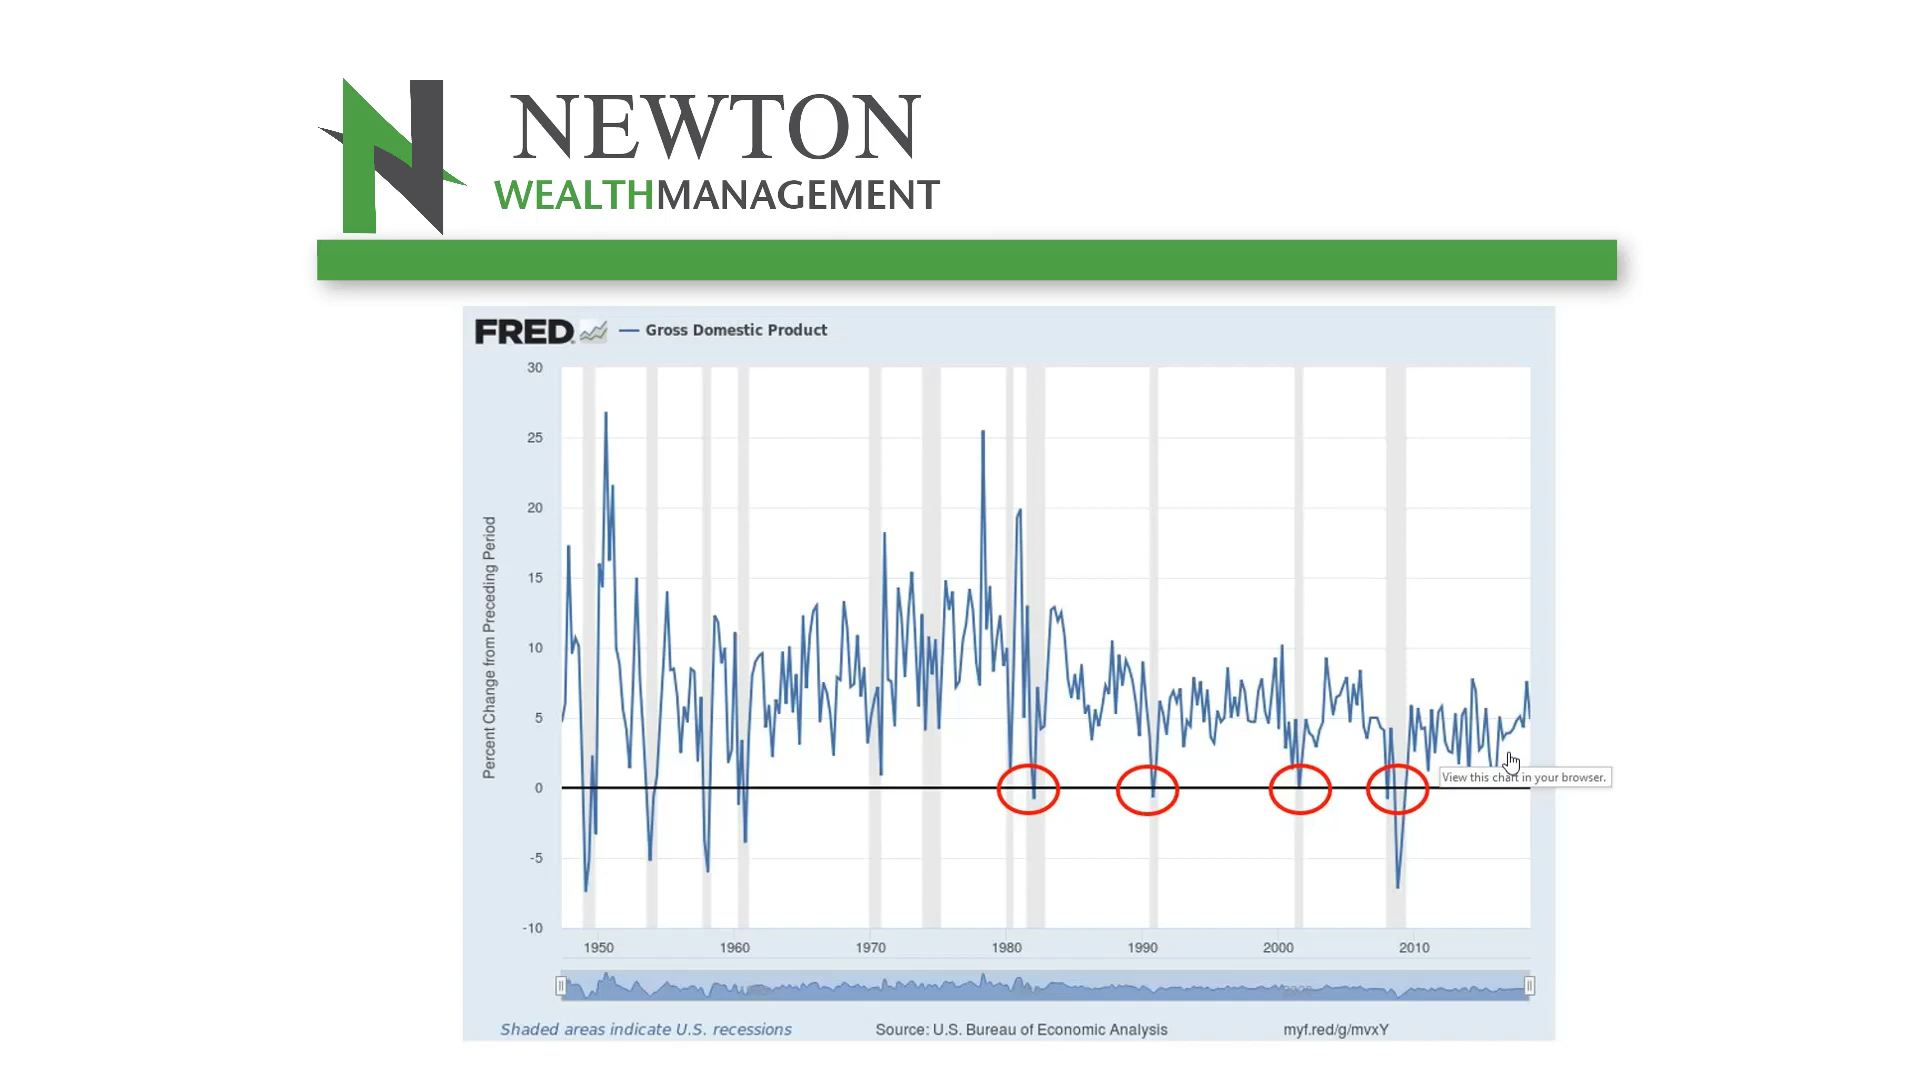 NEWTON
WEALTHMANAGEMENT
FRED
Gross Domestic Product
30
25
20
15
10
5
0
-5
-10
Percent Change from Preceding Period
View this chart in your browser.
1950 1960 1970 1980 1990 2000 2010
Shaded areas indicate U.S. recessions
Source: U.S. Bureau of Economic Analysis
myf.red/g/mvxY